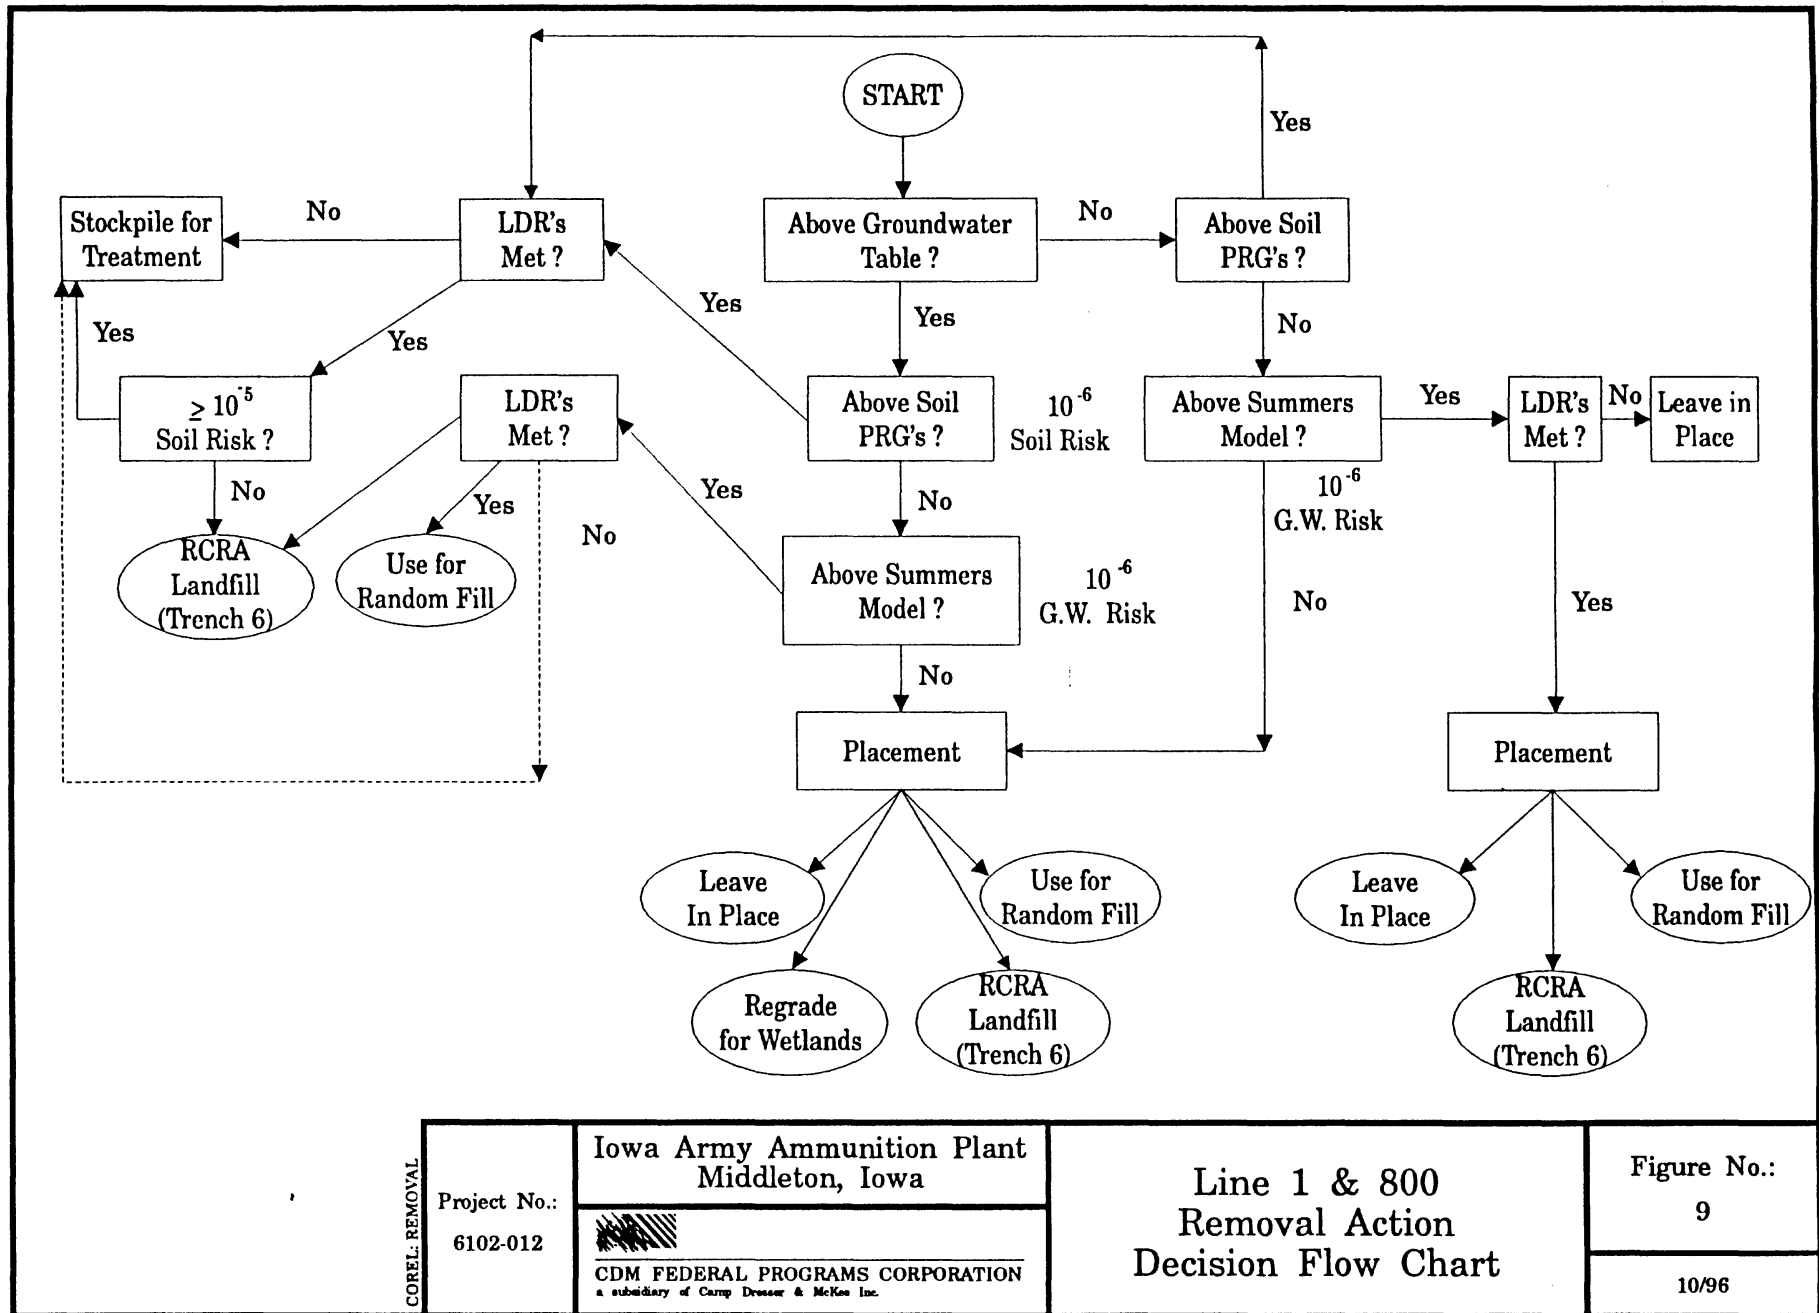 START
Yes
Stockpile for
Treatment
No
LDR's
Met ?
Above Groundwater
Table ?
No
Above Soil
PRG's ?
Yes
Yes
Yes
Yes
No
≥ 10⁻⁵
Soil Risk ?
LDR's
Met ?
Above Soil
PRG's ?
10⁻⁶
Soil Risk
Above Summers
Model ?
Yes
LDR's
Met ?
No
Leave in
Place
No
Yes
No
Yes
No
10⁻⁶
G.W. Risk
RCRA
Landfill
(Trench 6)
Use for
Random Fill
Above Summers
Model ?
10⁻⁶
G.W. Risk
No
Yes
No
Placement
Placement
Leave
In Place
Use for
Random Fill
Regrade
for Wetlands
RCRA
Landfill
(Trench 6)
Leave
In Place
Use for
Random Fill
RCRA
Landfill
(Trench 6)
COREL: REMOVAL
Project No.:
6102-012
Iowa Army Ammunition Plant
Middleton, Iowa
CDM FEDERAL PROGRAMS CORPORATION
a subsidiary of Camp Dresser & McKee Inc.
Line 1 & 800
Removal Action
Decision Flow Chart
Figure No.:
9
10/96